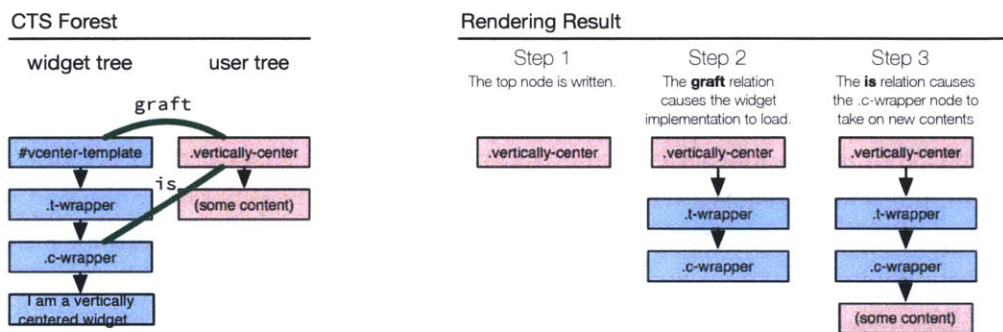 CTS Forest
widget tree
user tree
graft
#vcenter-template
.vertically-center
is
.t-wrapper
(some content)
.c-wrapper
I am a vertically
centered widget
Rendering Result
Step 1
The top node is written.
.vertically-center
Step 2
The graft relation
causes the widget
implementation to load.
.vertically-center
.t-wrapper
.c-wrapper
Step 3
The is relation causes
the .c-wrapper node to
take on new contents
.vertically-center
.t-wrapper
.c-wrapper
(some content)